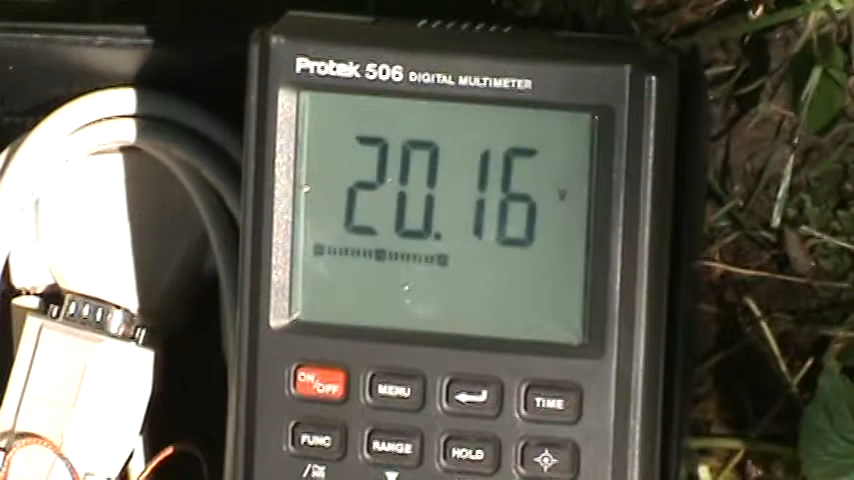 Protek 506 DIGITAL MULTIMETER
20.16 V
ON/OFF MENU TIME
FUNC RANGE HOLD